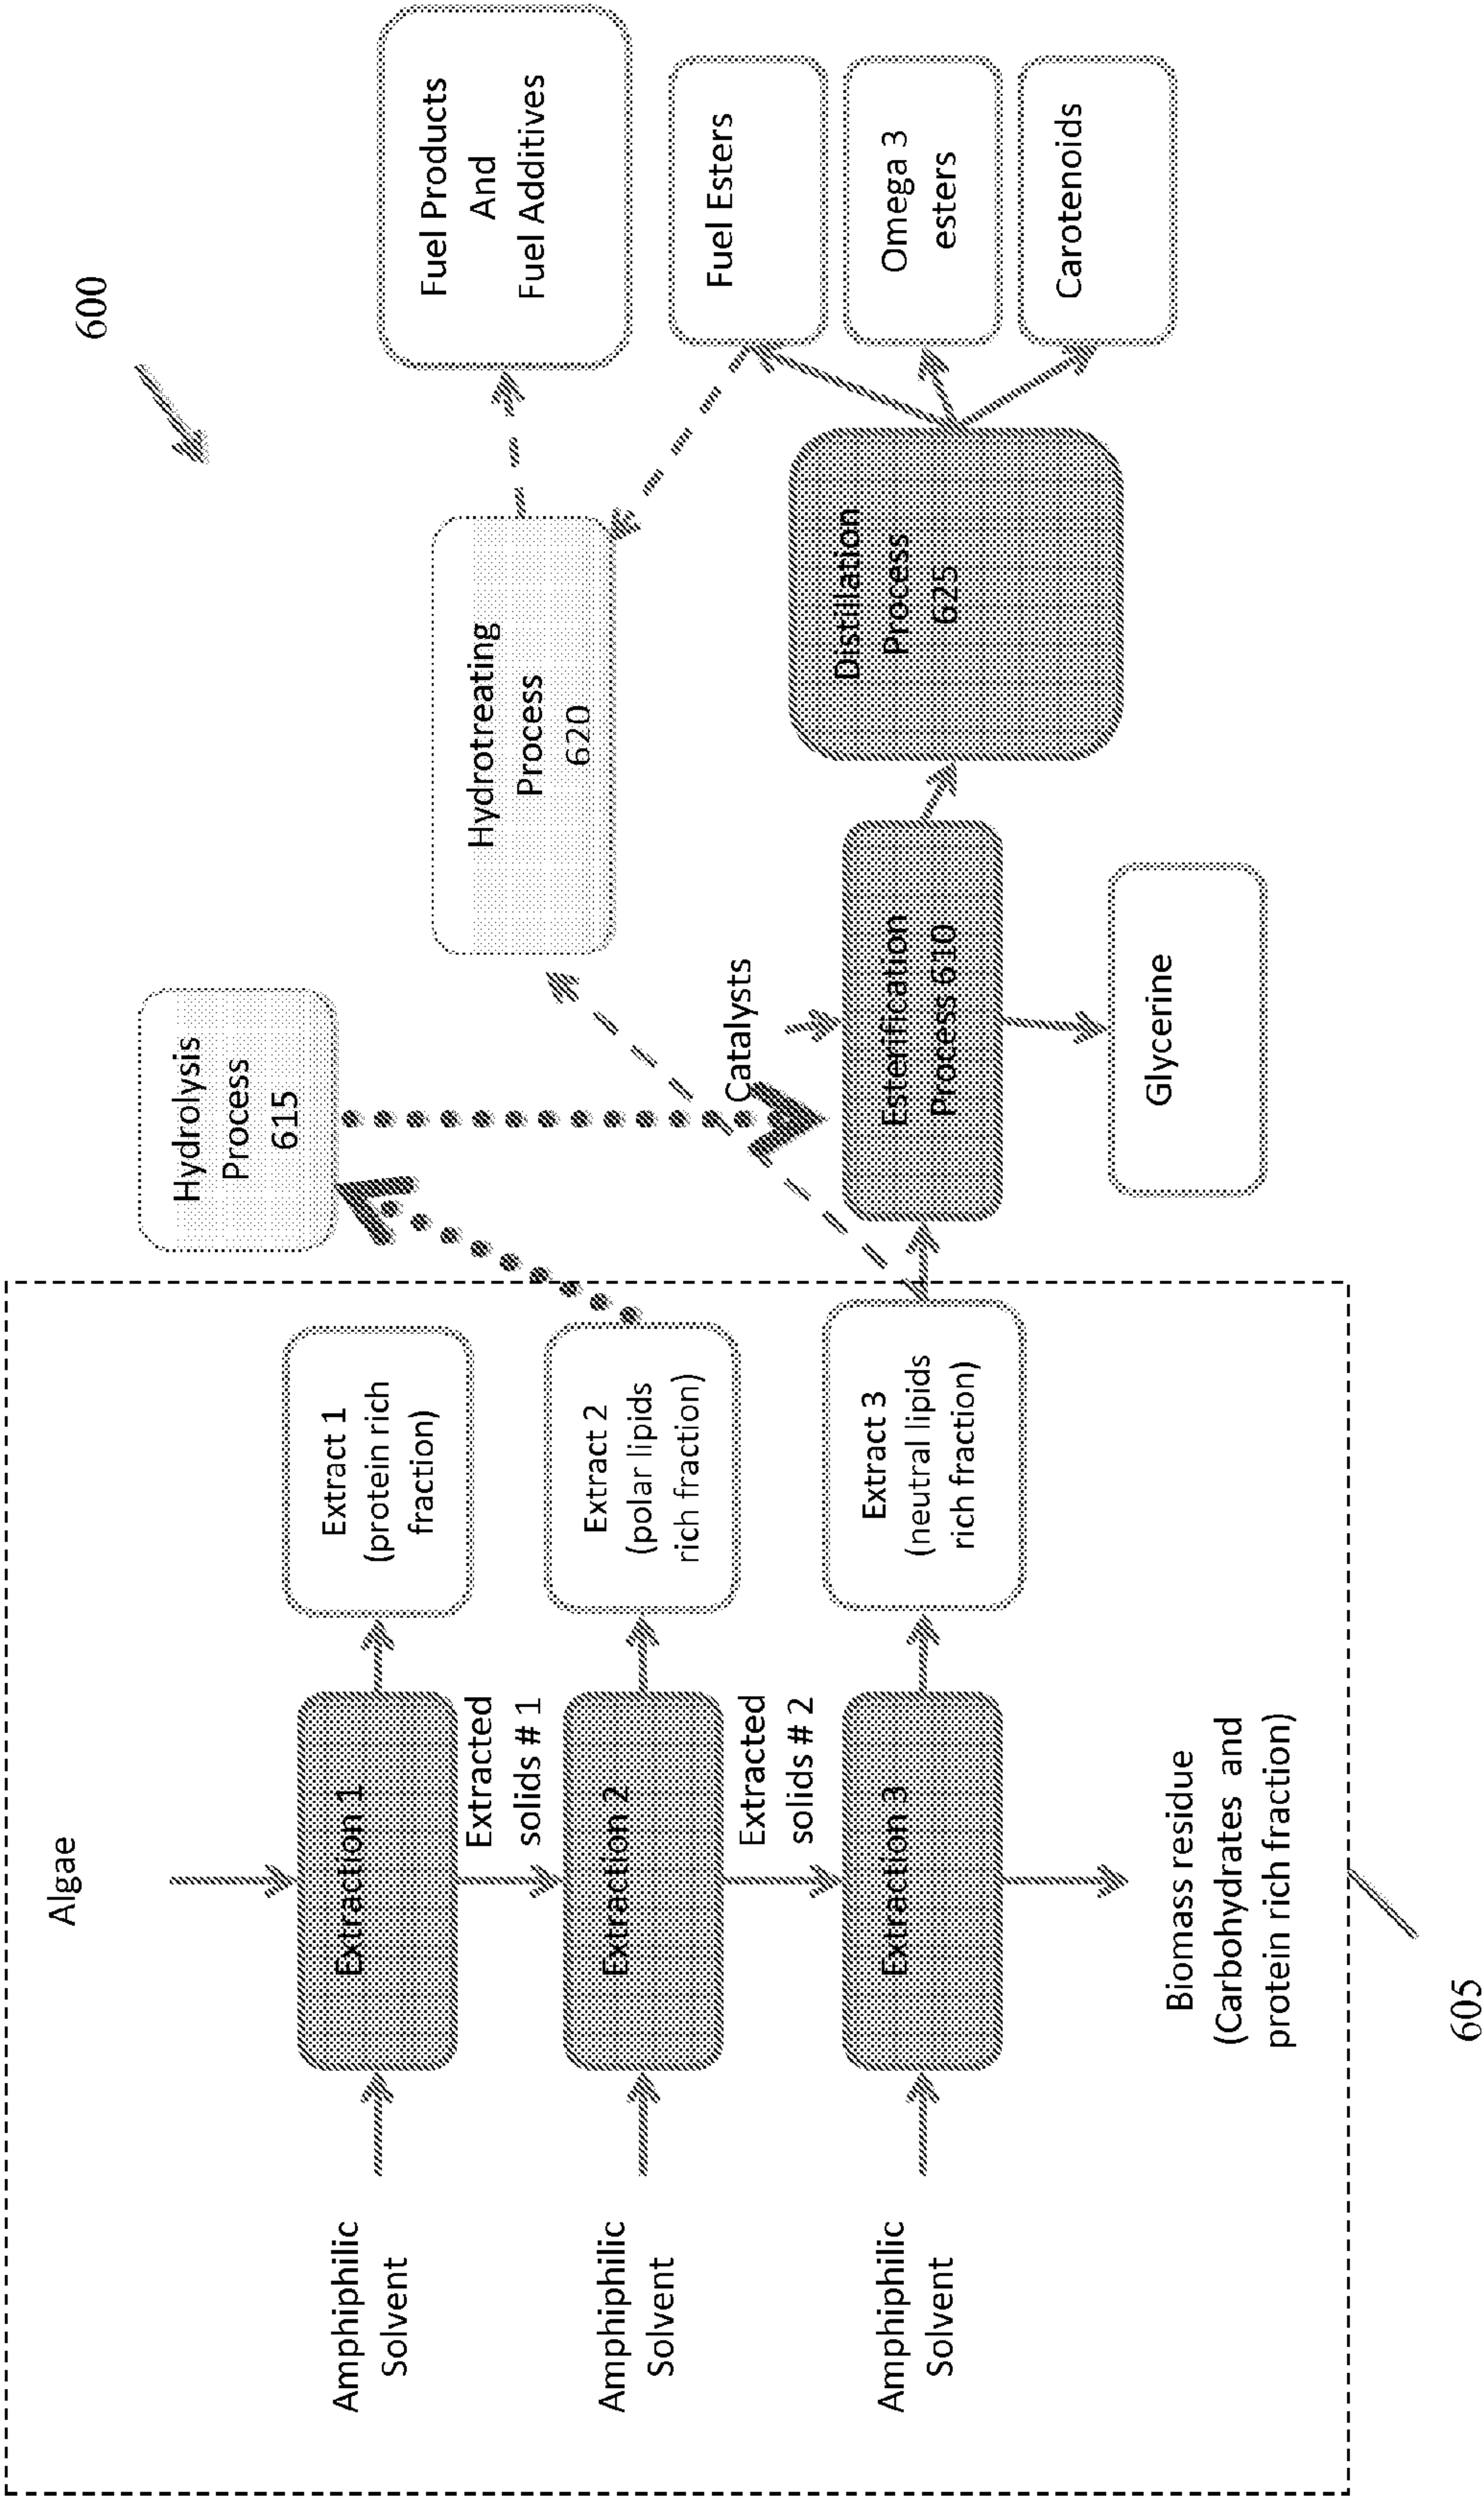 600
Algae
Amphiphilic
Solvent
Extraction 1
Extract 1
(protein rich
fraction)
Hydrolysis
Process
615
Extracted
solids # 1
Amphiphilic
Solvent
Extraction 2
Extract 2
(polar lipids
rich fraction)
Hydrotreating
Process
620
Fuel Products
And
Fuel Additives
Extracted
solids # 2
Catalysts
Amphiphilic
Solvent
Extraction 3
Extract 3
(neutral lipids
rich fraction)
Esterification
Process 610
Distillation
Process
625
Fuel Esters
Omega 3
esters
Carotenoids
Glycerine
Biomass residue
(Carbohydrates and
protein rich fraction)
605